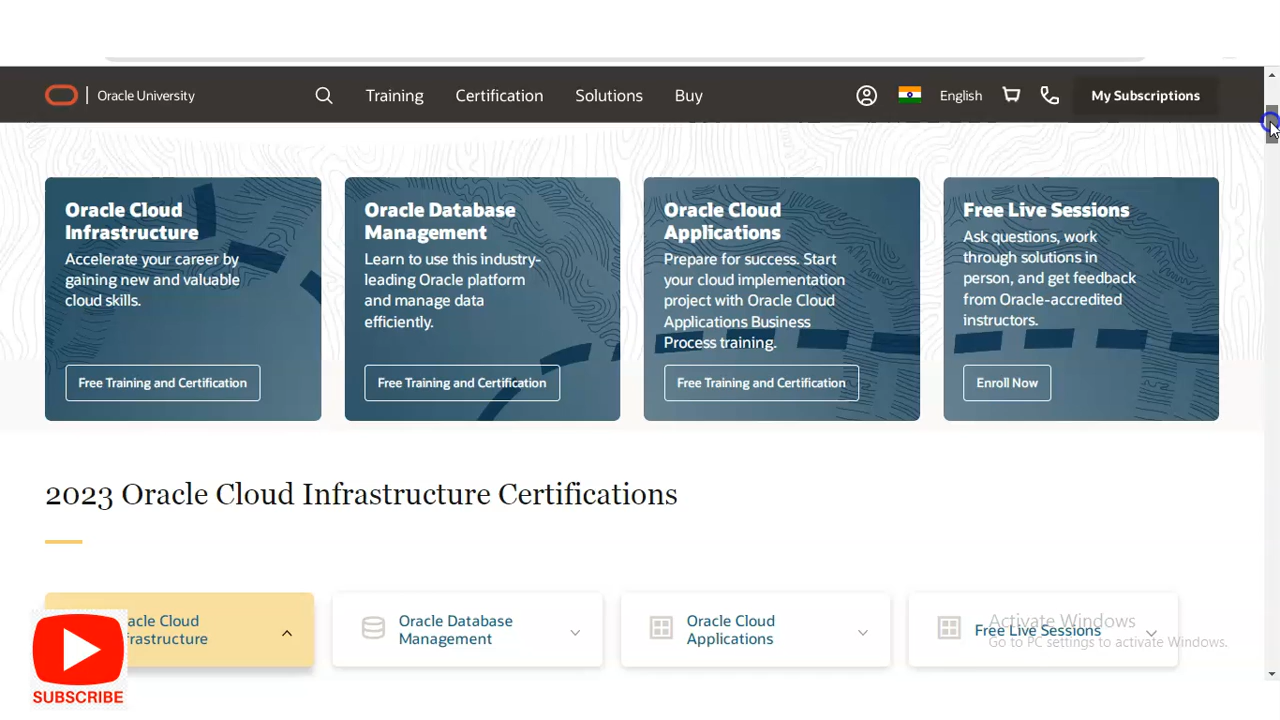 Oracle University
Training
Certification
Solutions
Buy
English
My Subscriptions
Oracle Cloud
Infrastructure
Accelerate your career by
gaining new and valuable
cloud skills.
Free Training and Certification
Oracle Database
Management
Learn to use this industry-
leading Oracle platform
and manage data
efficiently.
Free Training and Certification
Oracle Cloud
Applications
Prepare for success. Start
your cloud implementation
project with Oracle Cloud
Applications Business
Process training.
Free Training and Certification
Free Live Sessions
Ask questions, work
through solutions in
person, and get feedback
from Oracle-accredited
instructors.
Enroll Now
2023 Oracle Cloud Infrastructure Certifications
acle Cloud
frastructure
Oracle Database
Management
Oracle Cloud
Applications
Free Live Sessions
Activate Windows
Go to PC settings to activate Windows.
SUBSCRIBE